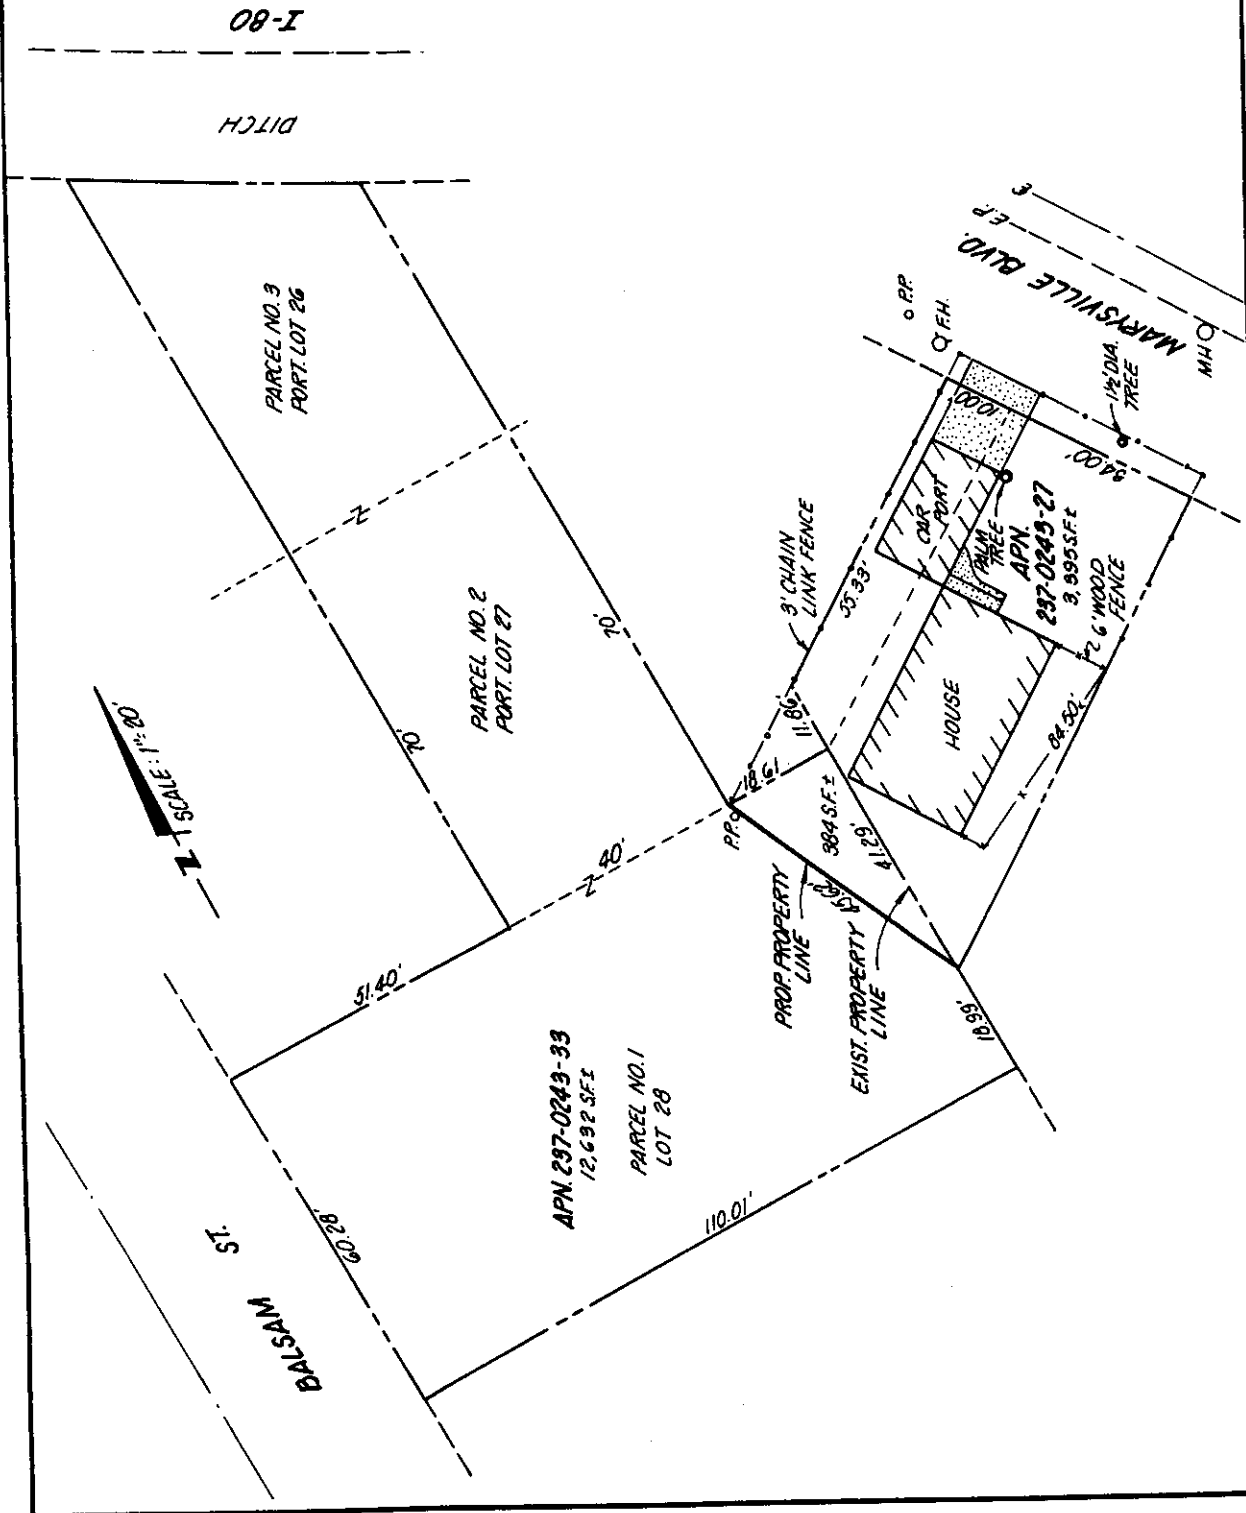 I-80
DITCH
PARCEL NO. 3
PORT. LOT 26
℄
E.P.
MARYSVILLE BLVD.
P.P.
F.H.
MH
1½' DIA.
TREE
10.00'
34.00'
CAR
PORT
PALM
TREE
APN.
237-0243-27
3,395 S.F.±
6' WOOD
FENCE
3' CHAIN
LINK FENCE
55.33'
HOUSE
84.50'
11.86'
18.61
P.P.
384 S.F.±
41.29'
PARCEL NO. 2
PORT. LOT 27
70'
70'
SCALE: 1"=20'
40'
51.40'
PROP. PROPERTY
LINE
EXIST. PROPERTY
LINE
18.99'
APN. 237-0243-33
12,632 S.F.±
PARCEL NO. 1
LOT 28
110.01'
60.28'
BALSAM ST.